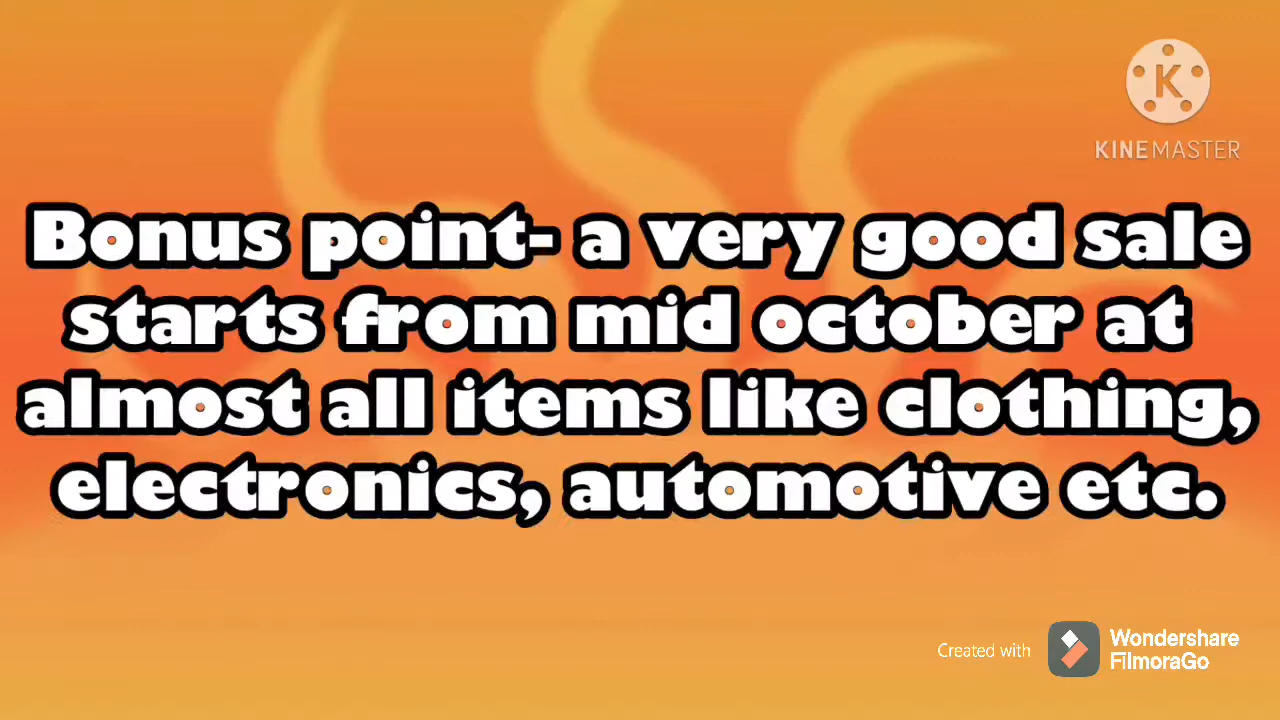 K
KINEMASTER
Bonus point- a very good sale
starts from mid october at
almost all items like clothing,
electronics, automotive etc.
Created with
Wondershare
FilmoraGo